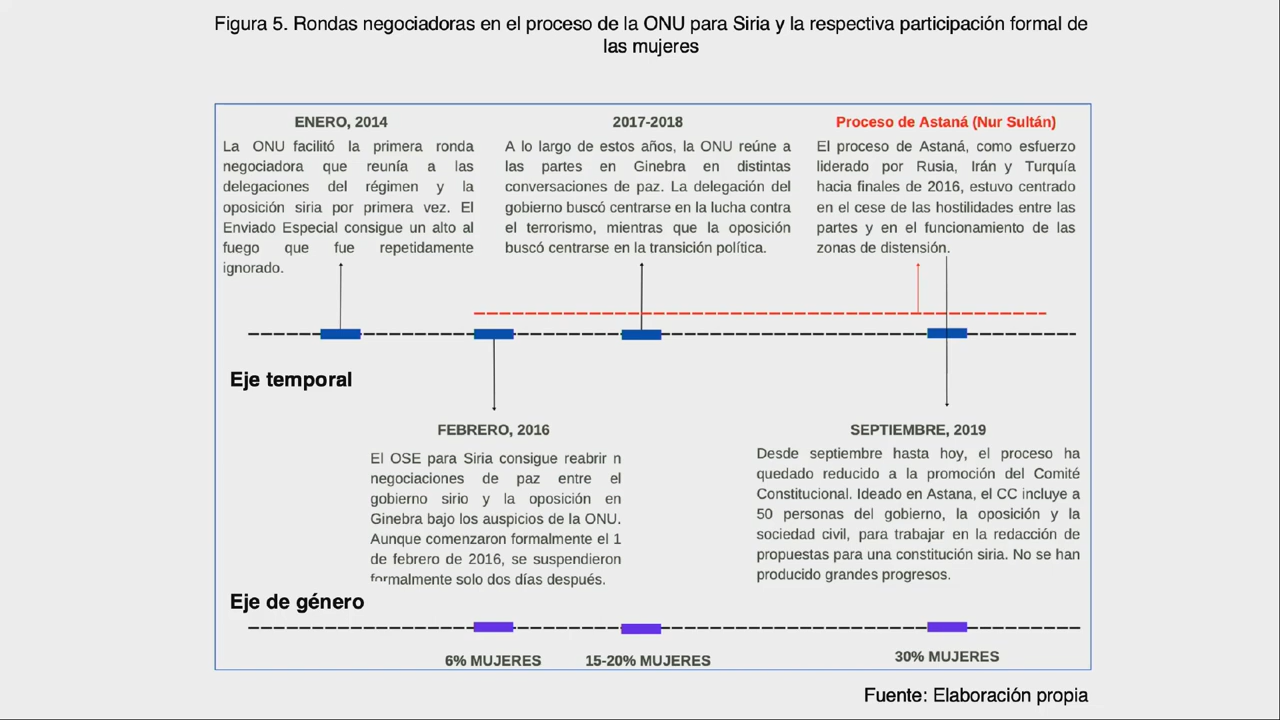 Figura 5. Rondas negociadoras en el proceso de la ONU para Siria y la respectiva participación formal de
las mujeres
ENERO, 2014
La ONU facilitó la primera ronda
negociadora que reunía a las
delegaciones del régimen y la
oposición siria por primera vez. El
Enviado Especial consigue un alto al
fuego que fue repetidamente
ignorado.
2017-2018
A lo largo de estos años, la ONU reúne a
las partes en Ginebra en distintas
conversaciones de paz. La delegación del
gobierno buscó centrarse en la lucha contra
el terrorismo, mientras que la oposición
buscó centrarse en la transición política.
Proceso de Astaná (Nur Sultán)
El proceso de Astaná, como esfuerzo
liderado por Rusia, Irán y Turquía
hacia finales de 2016, estuvo centrado
en el cese de las hostilidades entre las
partes y en el funcionamiento de las
zonas de distensión.
Eje temporal
FEBRERO, 2016
El OSE para Siria consigue reabrir n
negociaciones de paz entre el
gobierno sirio y la oposición en
Ginebra bajo los auspicios de la ONU.
Aunque comenzaron formalmente el 1
de febrero de 2016, se suspendieron
formalmente solo dos días después.
SEPTIEMBRE, 2019
Desde septiembre hasta hoy, el proceso ha
quedado reducido a la promoción del Comité
Constitucional. Ideado en Astana, el CC incluye a
50 personas del gobierno, la oposición y la
sociedad civil, para trabajar en la redacción de
propuestas para una constitución siria. No se han
producido grandes progresos.
Eje de género
6% MUJERES
15-20% MUJERES
30% MUJERES
Fuente: Elaboración propia